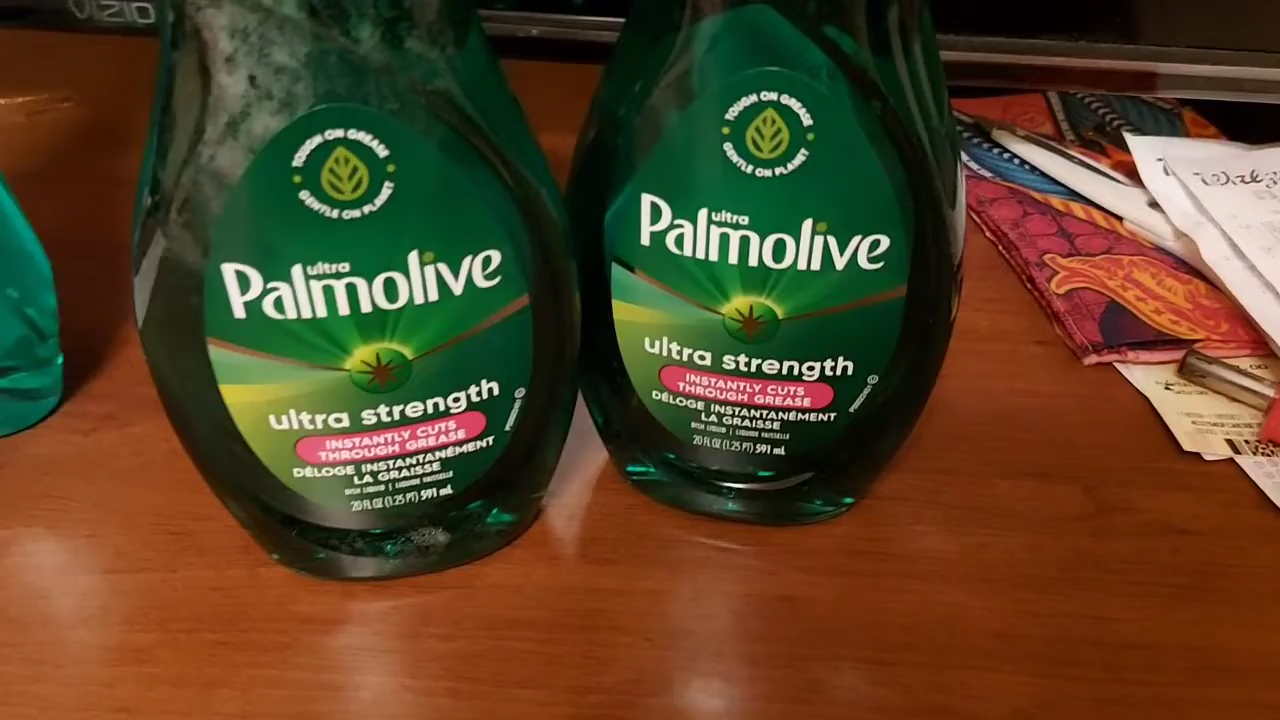 VIZIO
TOUGH ON GREASE
GENTLE ON PLANET
ultra
Palmolive
ultra strength
INSTANTLY CUTS
THROUGH GREASE
DÉLOGE INSTANTANÉMENT
LA GRAISSE
DISH LIQUID | LIQUIDE VAISSELLE
20 FL OZ (1.25 PT) 591 mL
TOUGH ON GREASE
GENTLE ON PLANET
ultra
Palmolive
ultra strength
INSTANTLY CUTS
THROUGH GREASE
DÉLOGE INSTANTANÉMENT
LA GRAISSE
DISH LIQUID | LIQUIDE VAISSELLE
20 FL OZ (1.25 PT) 591 mL